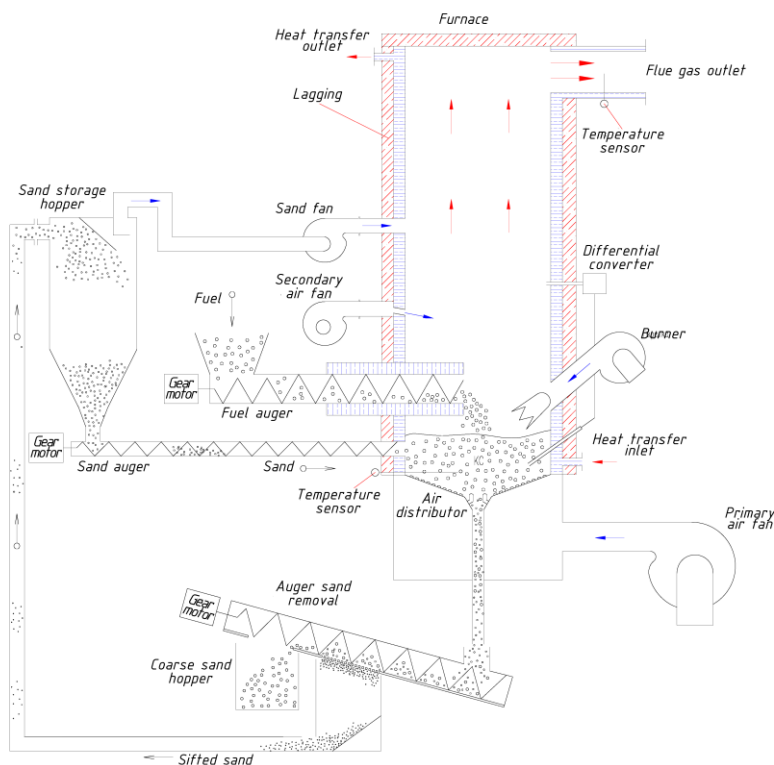 Furnace
Heat transfer
outlet
Flue gas outlet
Lagging
Temperature
sensor
Sand storage
hopper
Sand fan
Differential
converter
Secondary
air fan
Fuel
Burner
Gear
motor
Fuel auger
Gear
motor
Sand auger
Sand
Heat transfer
inlet
Temperature
sensor
Air
distributor
Primary
air fan
Auger sand
removal
Gear
motor
Coarse sand
hopper
Sifted sand